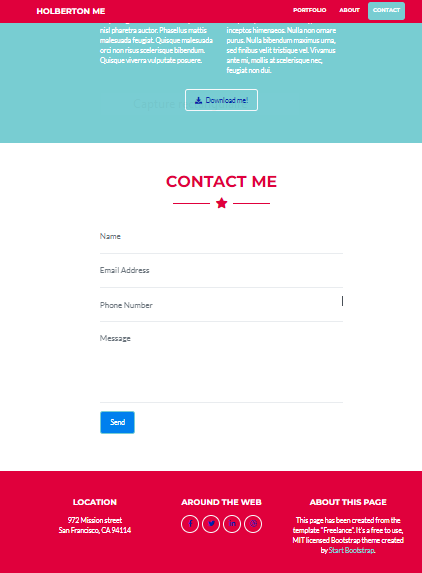 HOLBERTON ME
PORTFOLIO
ABOUT
CONTACT
nisl pharetra auctor. Phasellus mattis
malesuada feugiat. Quisque malesuada
orci non risus scelerisque bibendum.
Quisque viverra vulputate posuere.
inceptos himenaeos. Nulla non ornare
purus. Nulla bibendum maximus urna,
sed finibus velit tristique vel. Vivamus
ante mi, mollis at scelerisque nec,
feugiat non dui.
Download me!
CONTACT ME
Name
Email Address
Phone Number
Message
Send
LOCATION
972 Mission street
San Francisco, CA 94114
AROUND THE WEB
ABOUT THIS PAGE
This page has been created from the
template "Freelance". It's a free to use,
MIT licensed Bootstrap theme created
by Start Bootstrap.